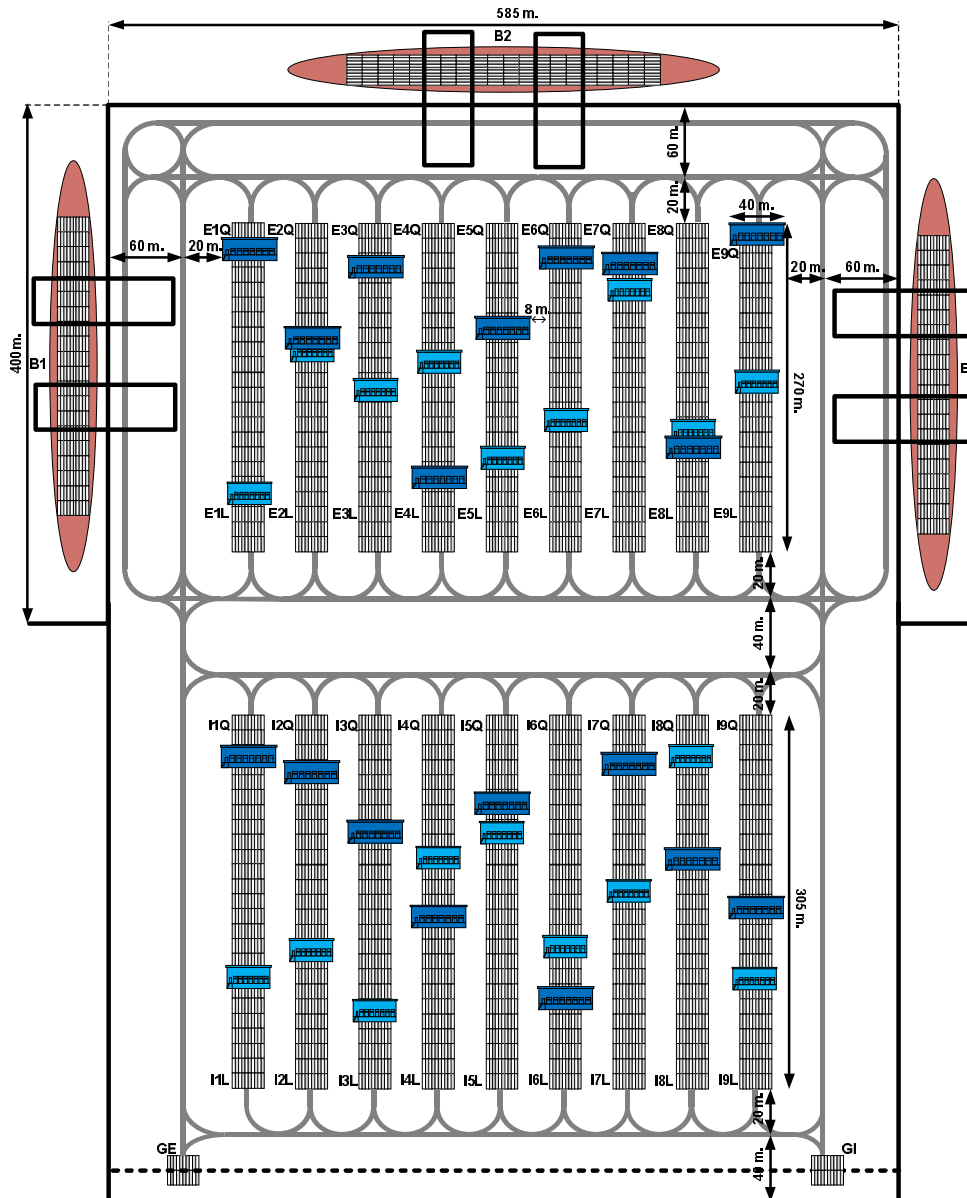 585 m.
B2
60 m.
400m.
20 m.
40 m.
E1Q E2Q E3Q E4Q E5Q E6Q E7Q E8Q
E9Q
60 m. 20 m. 20 m. 60 m.
8 m.
B1
E
270 m.
E1L E2L E3L E4L E5L E6L E7L E8L E9L
20 m.
40 m.
20 m.
I1Q I2Q I3Q I4Q I5Q I6Q I7Q I8Q I9Q
305 m.
I1L I2L I3L I4L I5L I6L I7L I8L I9L
20 m.
GE GI
40 m.